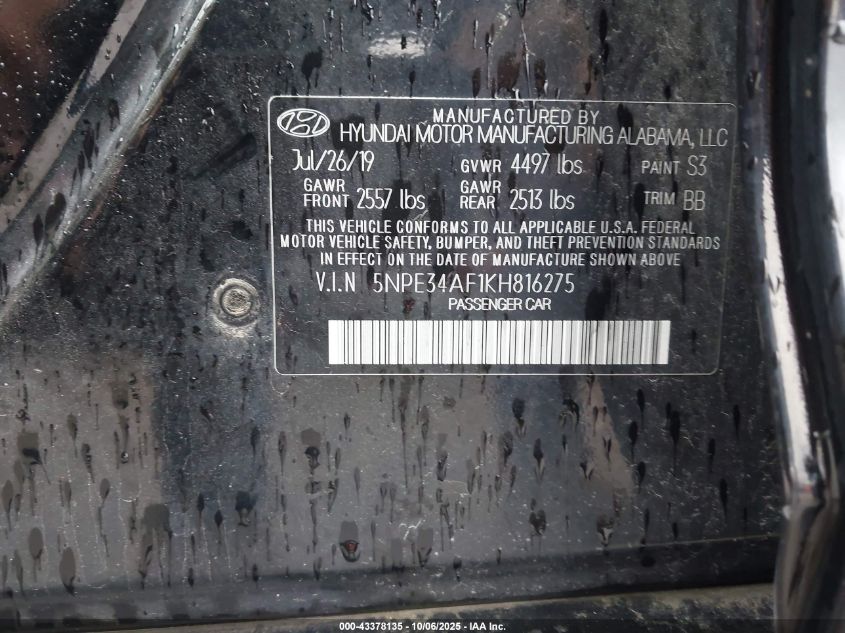 MANUFACTURED BY
HYUNDAI MOTOR MANUFACTURING ALABAMA, LLC
Jul/26/19 GVWR 4497 lbs PAINT S3
GAWR FRONT 2557 lbs GAWR REAR 2513 lbs TRIM BB
THIS VEHICLE CONFORMS TO ALL APPLICABLE U.S.A. FEDERAL
MOTOR VEHICLE SAFETY, BUMPER, AND THEFT PREVENTION STANDARDS
IN EFFECT ON THE DATE OF MANUFACTURE SHOWN ABOVE.
V.I.N 5NPE34AF1KH816275
PASSENGER CAR
000-43378135 - 10/06/2025 - IAA Inc.